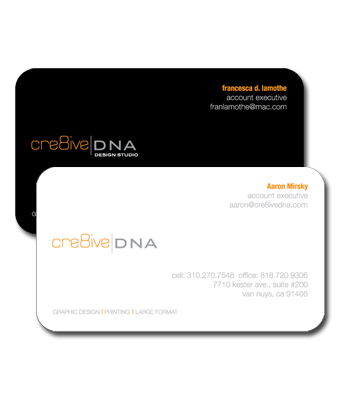 francesca d. lamothe
account executive
franlamothe@mac.com
cre8ive|DNA
DESIGN STUDIO
Aaron Mirsky
account executive
aaron@cre8ivedna.com
cre8ive|DNA
cell: 310.270.7548 office: 818.720.9306
7710 kester ave., suite #200
van nuys, ca 91405
GRAPHIC DESIGN | PRINTING | LARGE FORMAT